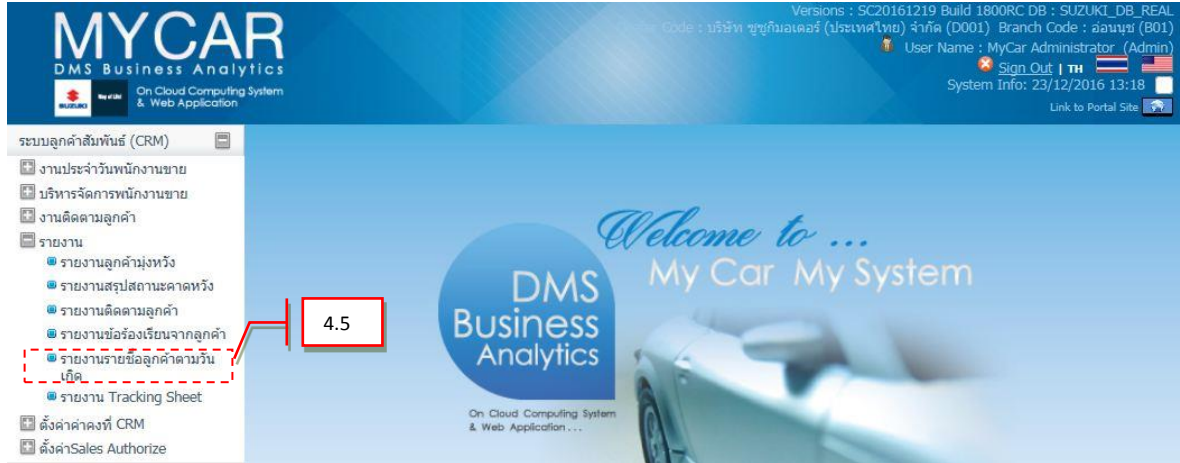 MYCAR
DMS Business Analytics
SUZUKI
Way of Life!
On Cloud Computing System
& Web Application
Versions : SC20161219 Build 1800RC DB : SUZUKI_DB_REAL
Code : บริษัท ซูซูกิมอเตอร์ (ประเทศไทย) จำกัด (D001) Branch Code : อ่อนนุช (B01)
User Name : MyCar Administrator (Admin)
Sign Out | TH
System Info: 23/12/2016 13:18
Link to Portal Site
ระบบลูกค้าสัมพันธ์ (CRM)
งานประจำวันพนักงานขาย
บริหารจัดการพนักงานขาย
งานติดตามลูกค้า
รายงาน
รายงานลูกค้ามุ่งหวัง
รายงานสรุปสถานะคาดหวัง
รายงานติดตามลูกค้า
รายงานข้อร้องเรียนจากลูกค้า
รายงานรายชื่อลูกค้าตามวัน
เกิด
รายงาน Tracking Sheet
ตั้งค่าค่าคงที่ CRM
ตั้งค่าSales Authorize
4.5
Welcome to ...
My Car My System
DMS
Business
Analytics
On Cloud Computing System
& Web Application...